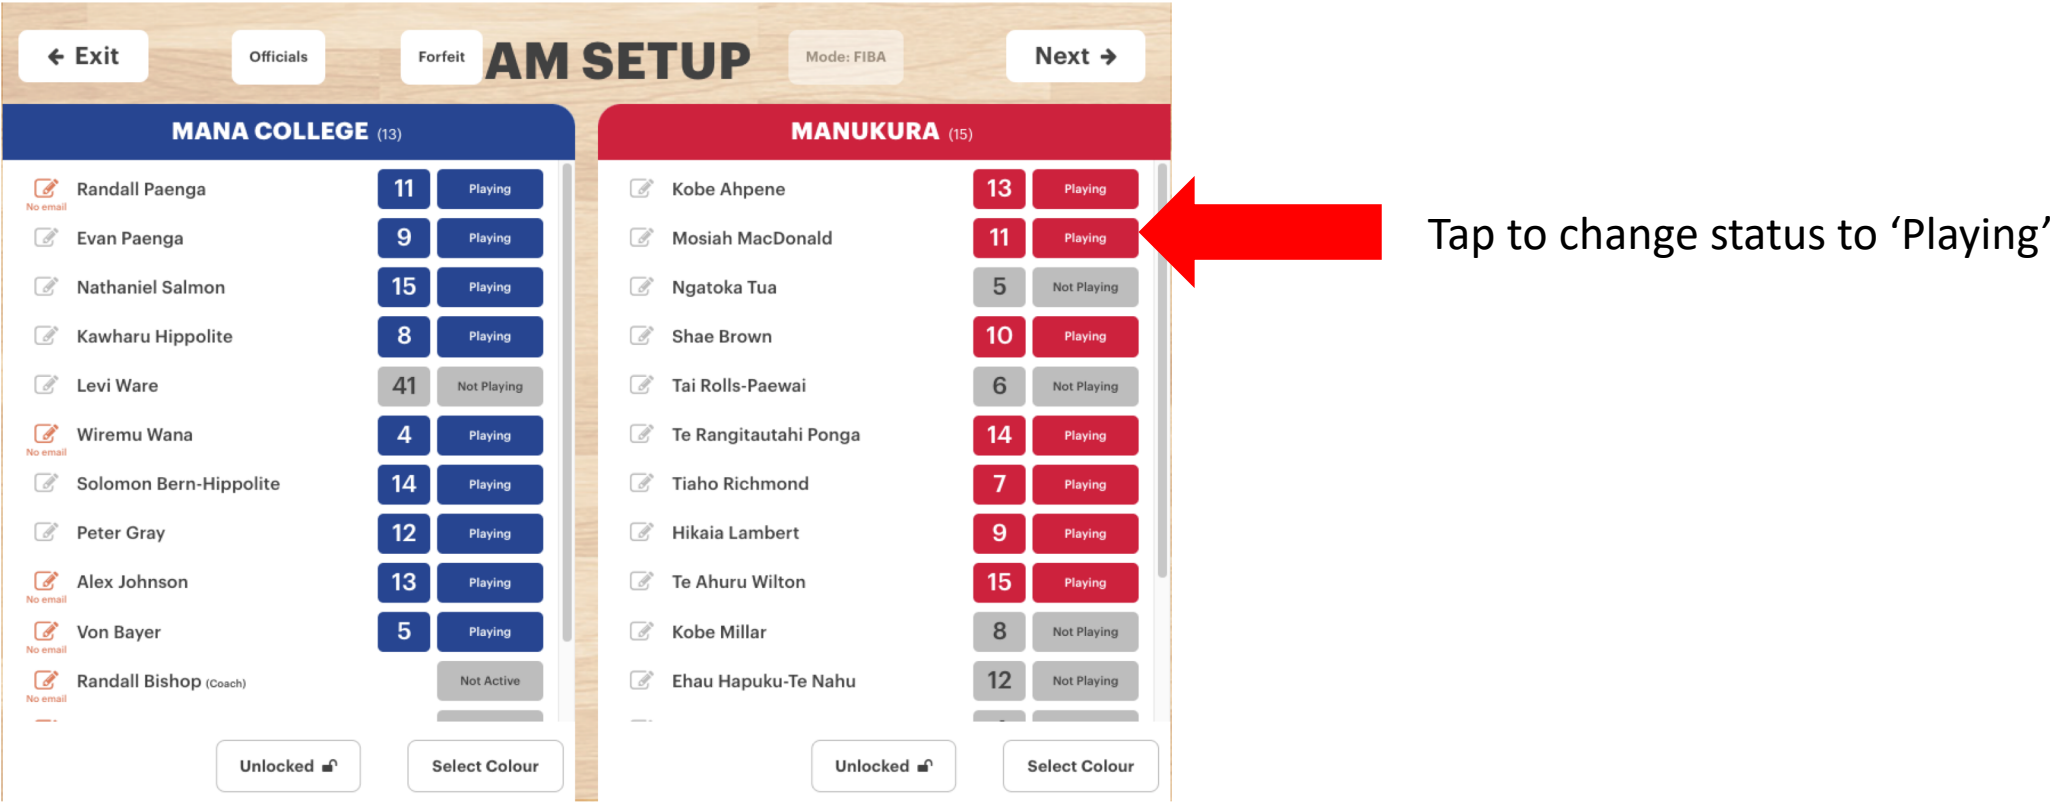 ← Exit
Officials
Forfeit
AM SETUP
Mode: FIBA
Next →
MANA COLLEGE (13)
No email
Randall Paenga 11 Playing
Evan Paenga 9 Playing
Nathaniel Salmon 15 Playing
Kawharu Hippolite 8 Playing
Levi Ware 41 Not Playing
No email
Wiremu Wana 4 Playing
Solomon Bern-Hippolite 14 Playing
Peter Gray 12 Playing
No email
Alex Johnson 13 Playing
No email
Von Bayer 5 Playing
No email
Randall Bishop (Coach) Not Active
Unlocked
Select Colour
MANUKURA (15)
Kobe Ahpene 13 Playing
Mosiah MacDonald 11 Playing
Ngatoka Tua 5 Not Playing
Shae Brown 10 Playing
Tai Rolls-Paewai 6 Not Playing
Te Rangitautahi Ponga 14 Playing
Tiaho Richmond 7 Playing
Hikaia Lambert 9 Playing
Te Ahuru Wilton 15 Playing
Kobe Millar 8 Not Playing
Ehau Hapuku-Te Nahu 12 Not Playing
Unlocked
Select Colour
Tap to change status to ‘Playing’